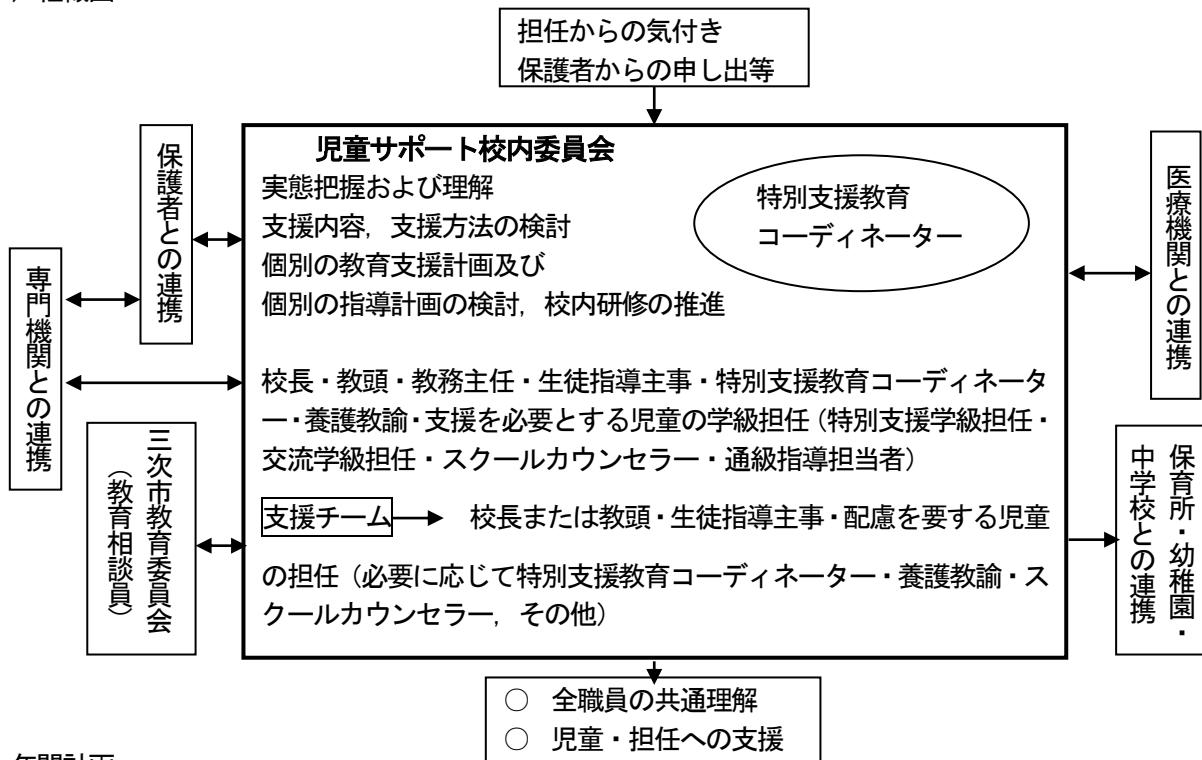 担任からの気付き
保護者からの申し出等
児童サポート校内委員会
実態把握および理解
支援内容，支援方法の検討
個別の教育支援計画及び
個別の指導計画の検討，校内研修の推進
特別支援教育
コーディネーター
校長・教頭・教務主任・生徒指導主事・特別支援教育コーディネータ
ー・養護教諭・支援を必要とする児童の学級担任（特別支援学級担任・
交流学級担任・スクールカウンセラー・通級指導担当者）
支援チーム 校長または教頭・生徒指導主事・配慮を要する児童
の担任（必要に応じて特別支援教育コーディネーター・養護教諭・ス
クールカウンセラー，その他）
保護者との連携
専門機関との連携
三次市教育委員会
（教育相談員）
医療機関との連携
保育所・幼稚園・
中学校との連携
○ 全職員の共通理解
○ 児童・担任への支援